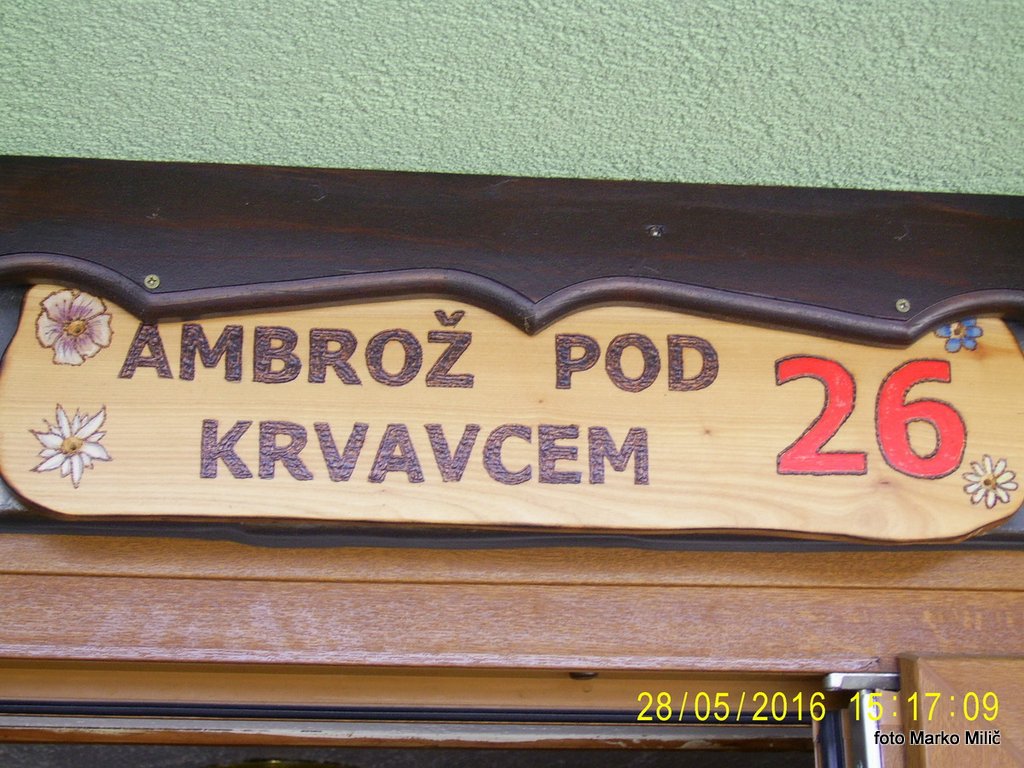 AMBROŽ POD
KRVAVCEM
26
28/05/2016 15:17:09
foto Marko Milič